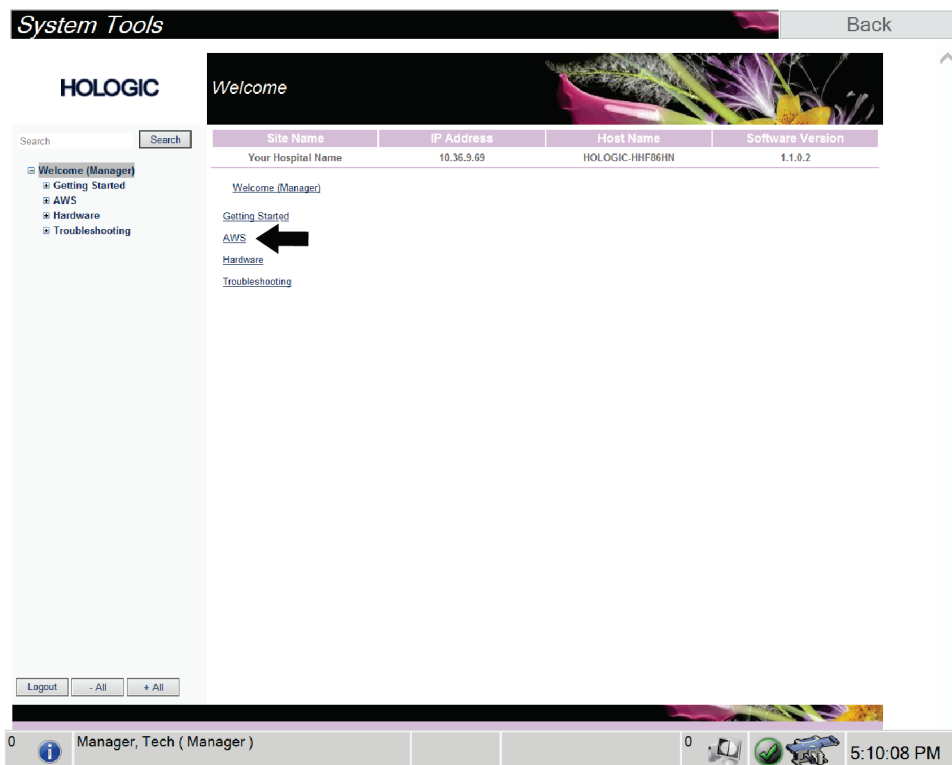 System Tools
Back
HOLOGIC
Welcome
Search
Search
Site Name IP Address Host Name Software Version
Your Hospital Name 10.36.9.69 HOLOGIC-HHF86HN 1.1.0.2
Welcome (Manager)
Getting Started
AWS
Hardware
Troubleshooting
Welcome (Manager)
Getting Started
AWS
Hardware
Troubleshooting
Logout - All + All
0 Manager, Tech ( Manager ) 0 5:10:08 PM